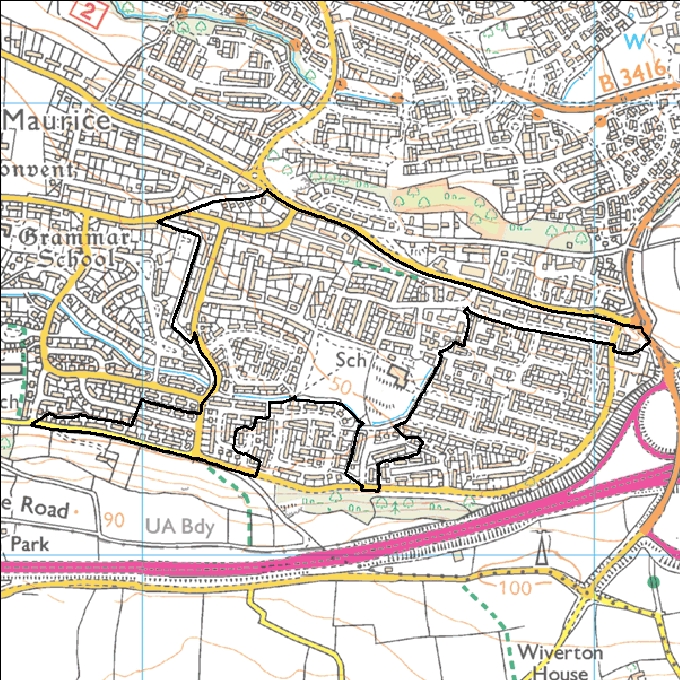 2
W
B 3416
Maurice
onvent
Grammar
School
Sch
50
ch
e Road
90
UA Bdy
Park
100
Wiverton
House